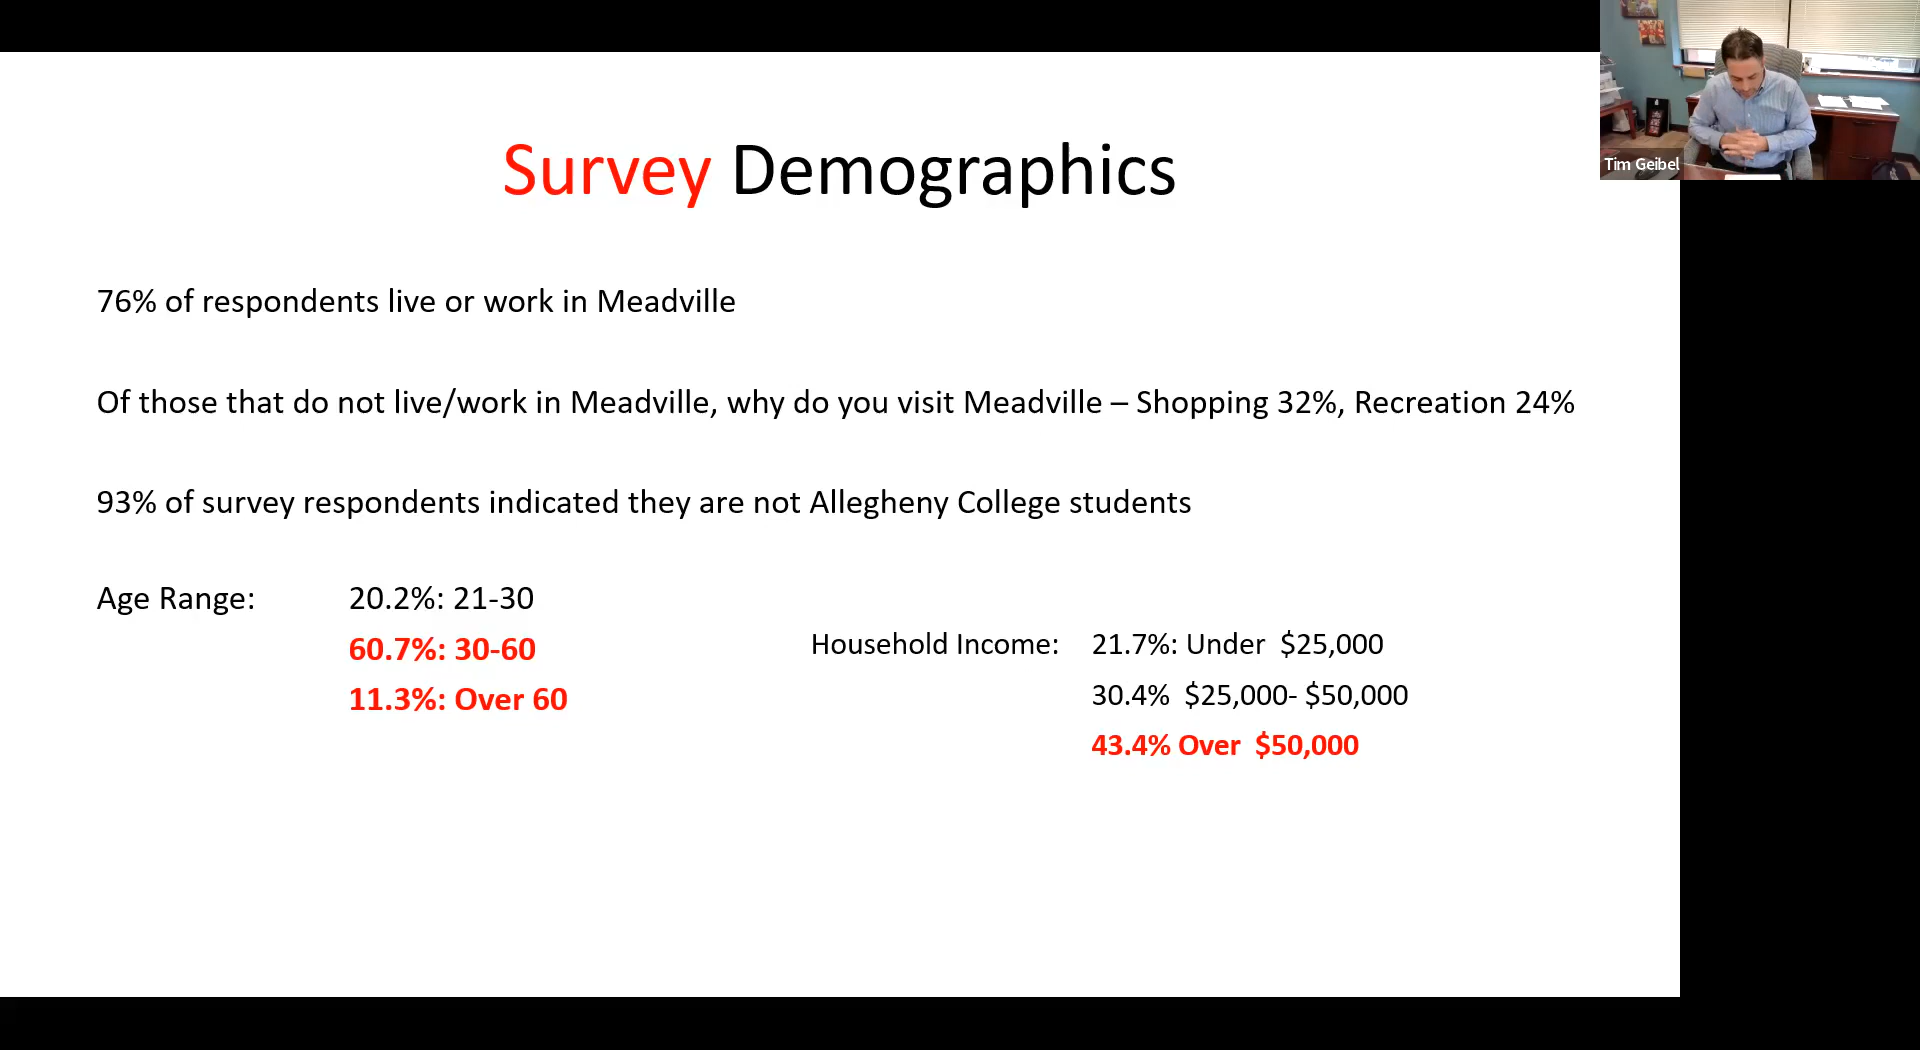 Survey Demographics
Tim Geibel
76% of respondents live or work in Meadville
Of those that do not live/work in Meadville, why do you visit Meadville – Shopping 32%, Recreation 24%
93% of survey respondents indicated they are not Allegheny College students
Age Range: 20.2%: 21-30
60.7%: 30-60
11.3%: Over 60
Household Income: 21.7%: Under $25,000
30.4% $25,000- $50,000
43.4% Over $50,000